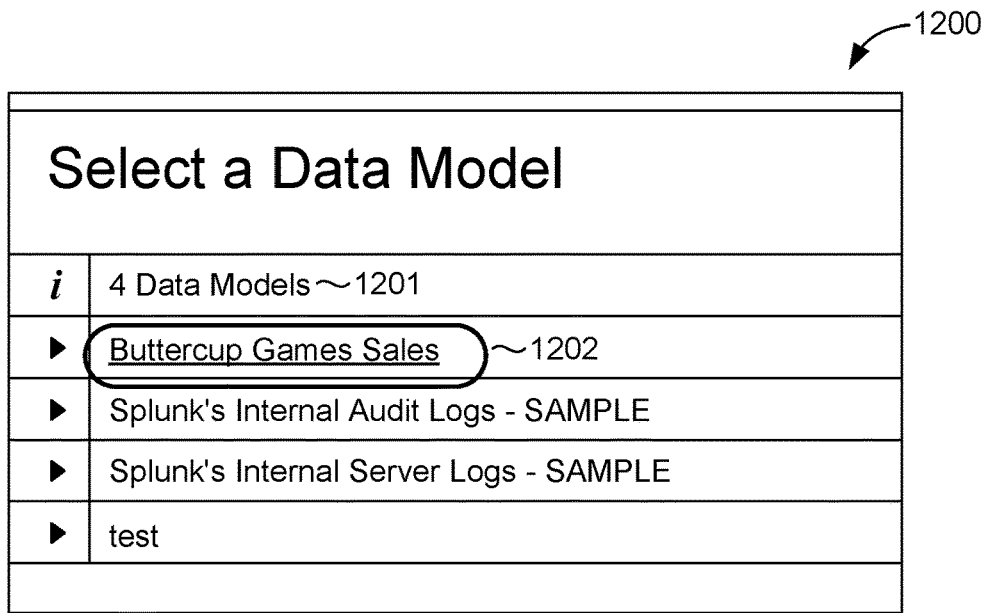 1200
Select a Data Model
i 4 Data Models 1201
Buttercup Games Sales 1202
Splunk's Internal Audit Logs - SAMPLE
Splunk's Internal Server Logs - SAMPLE
test